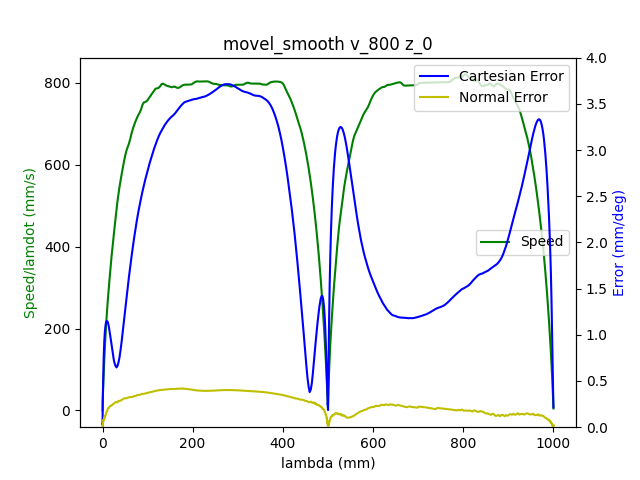 movel_smooth v_800 z_0
Cartesian Error
Normal Error
Speed
Speed/lamdot (mm/s)
800
600
400
200
0
4.0
3.5
3.0
2.5
2.0
1.5
1.0
0.5
0.0
Error (mm/deg)
0
200
400
600
800
1000
lambda (mm)